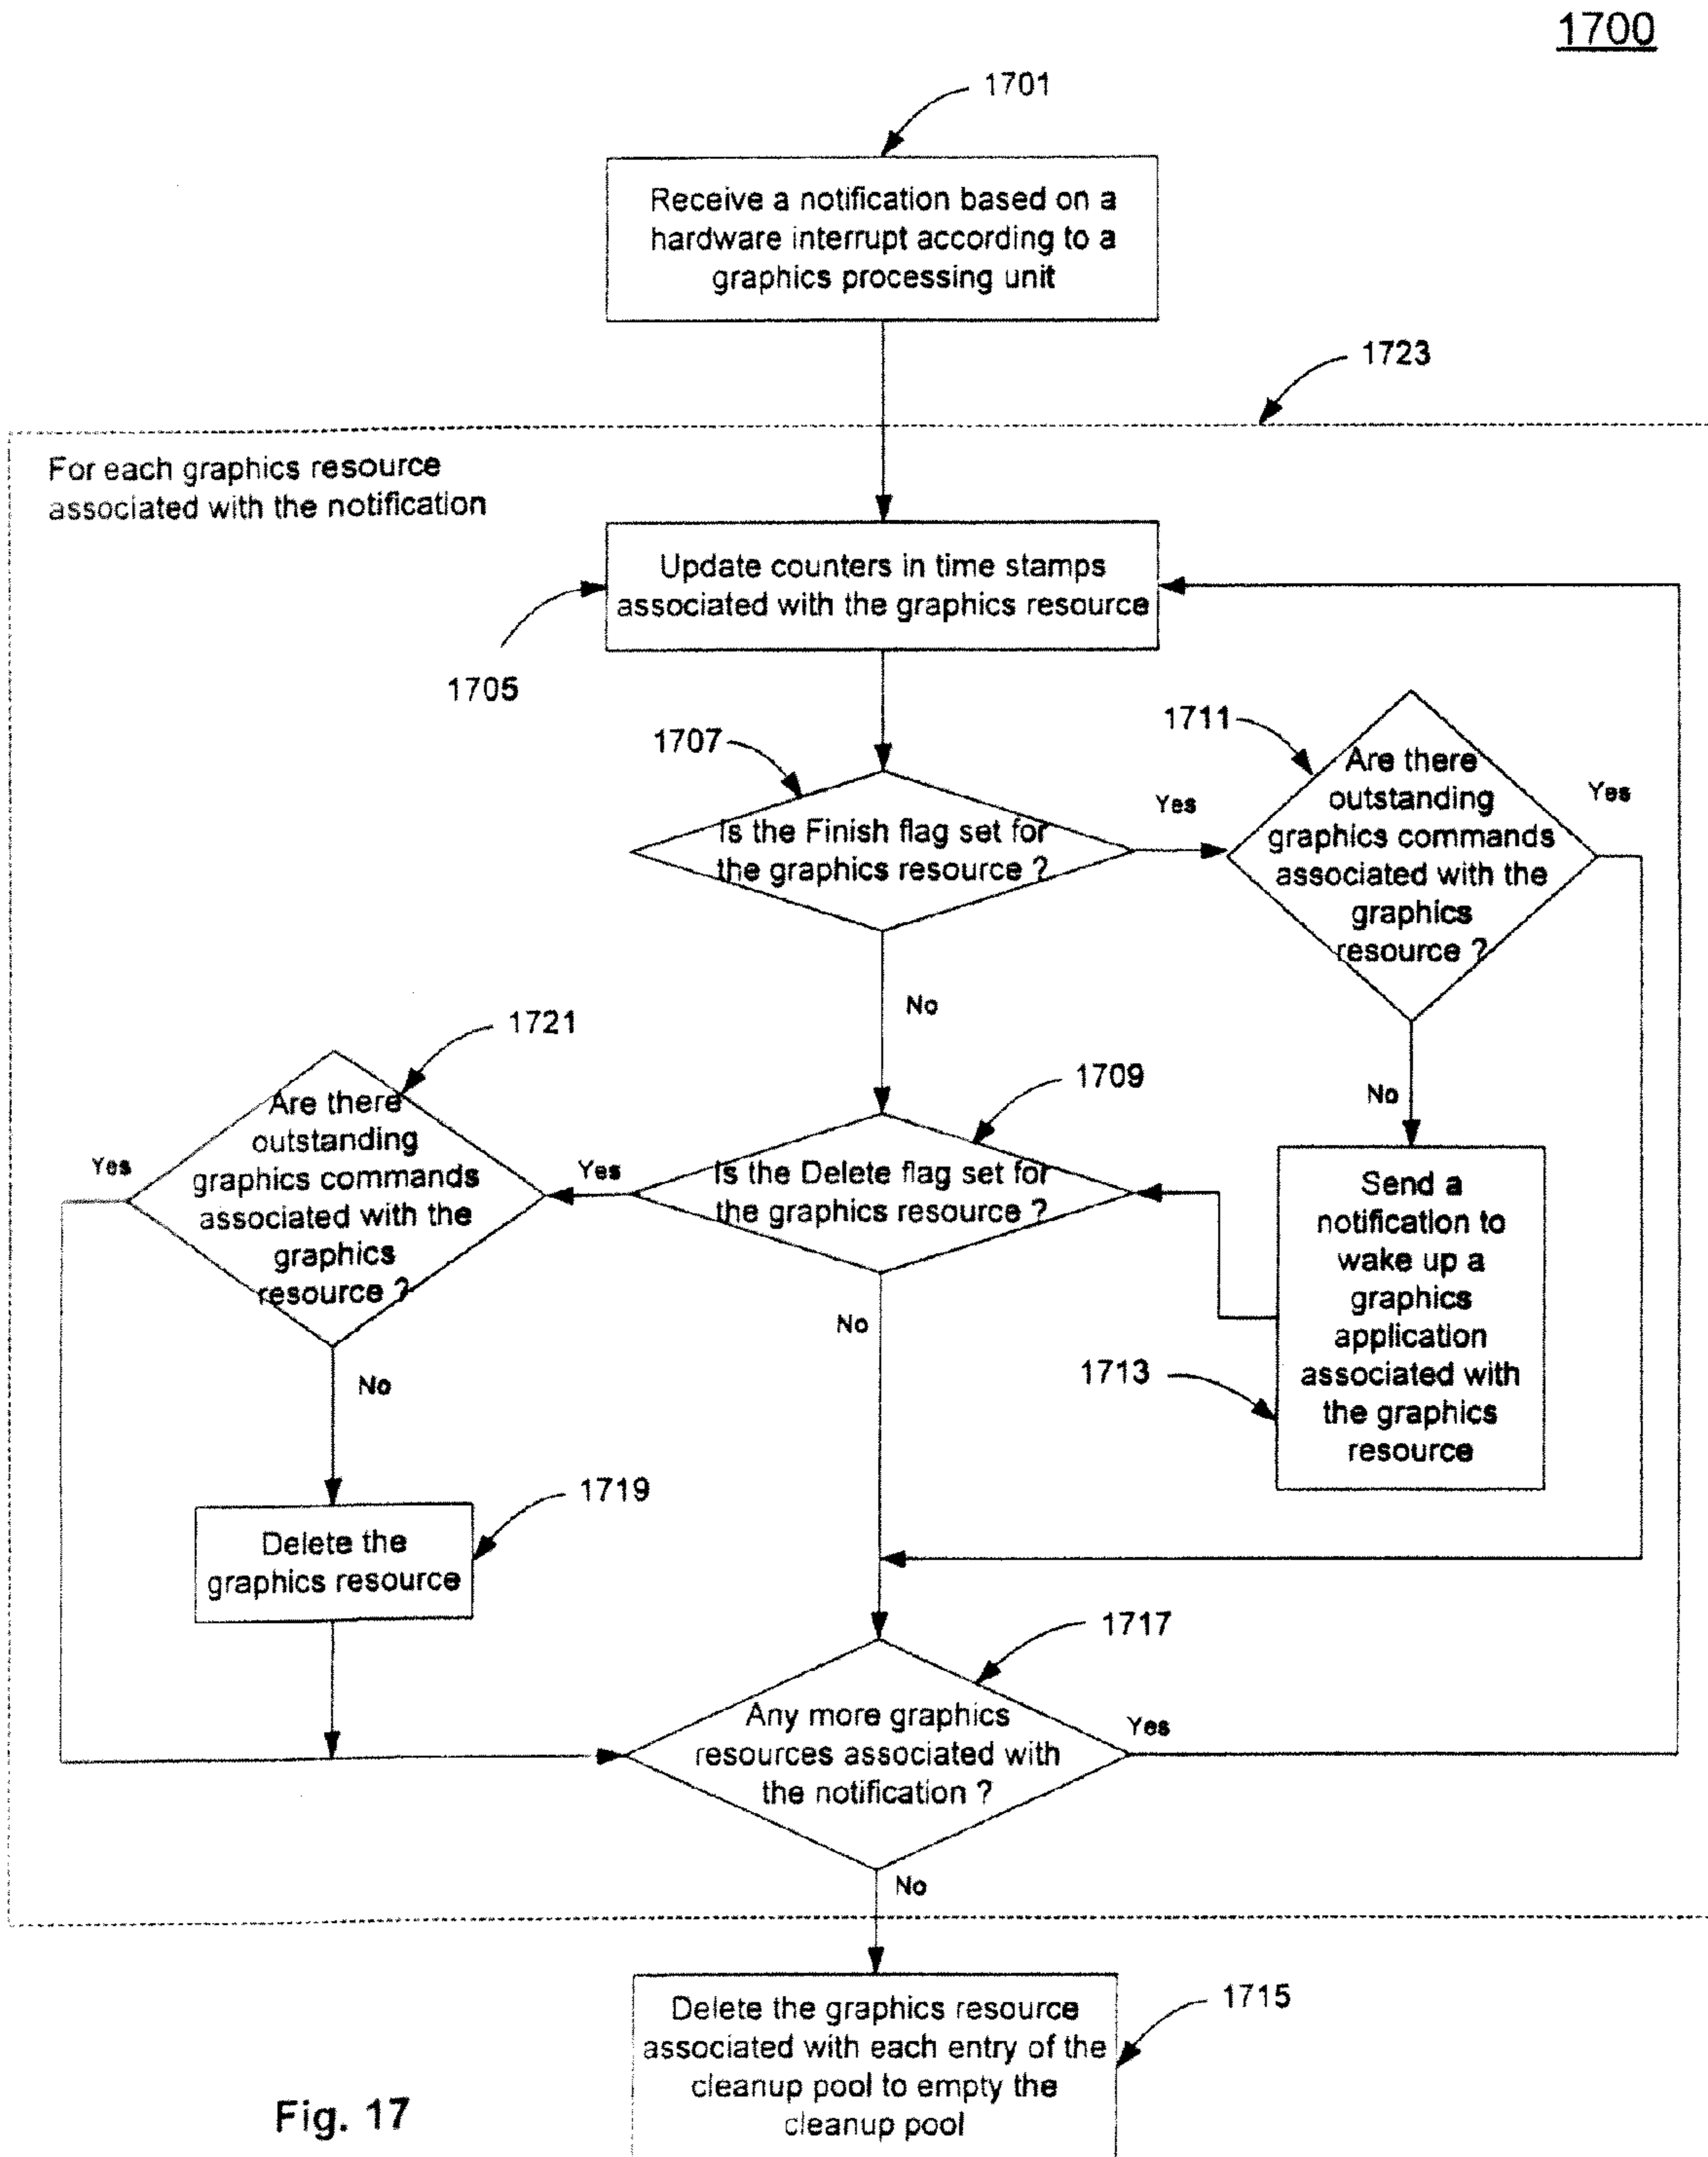 1700
1701
Receive a notification based on a
hardware interrupt according to a
graphics processing unit
1723
For each graphics resource
associated with the notification
Update counters in time stamps
associated with the graphics resource
1705
1707
Is the Finish flag set for
the graphics resource ?
Yes
1711
Are there
outstanding
graphics commands
associated with the
graphics
resource ?
Yes
No
No
1721
Are there
outstanding
graphics commands
associated with the
graphics
resource ?
Yes
Yes
1709
Is the Delete flag set for
the graphics resource ?
No
Send a
notification to
wake up a
graphics
application
associated with
the graphics
resource
1713
No
1719
Delete the
graphics resource
1717
Any more graphics
resources associated with
the notification ?
Yes
No
Delete the graphics resource
associated with each entry of the
cleanup pool to empty the
cleanup pool
1715
Fig. 17